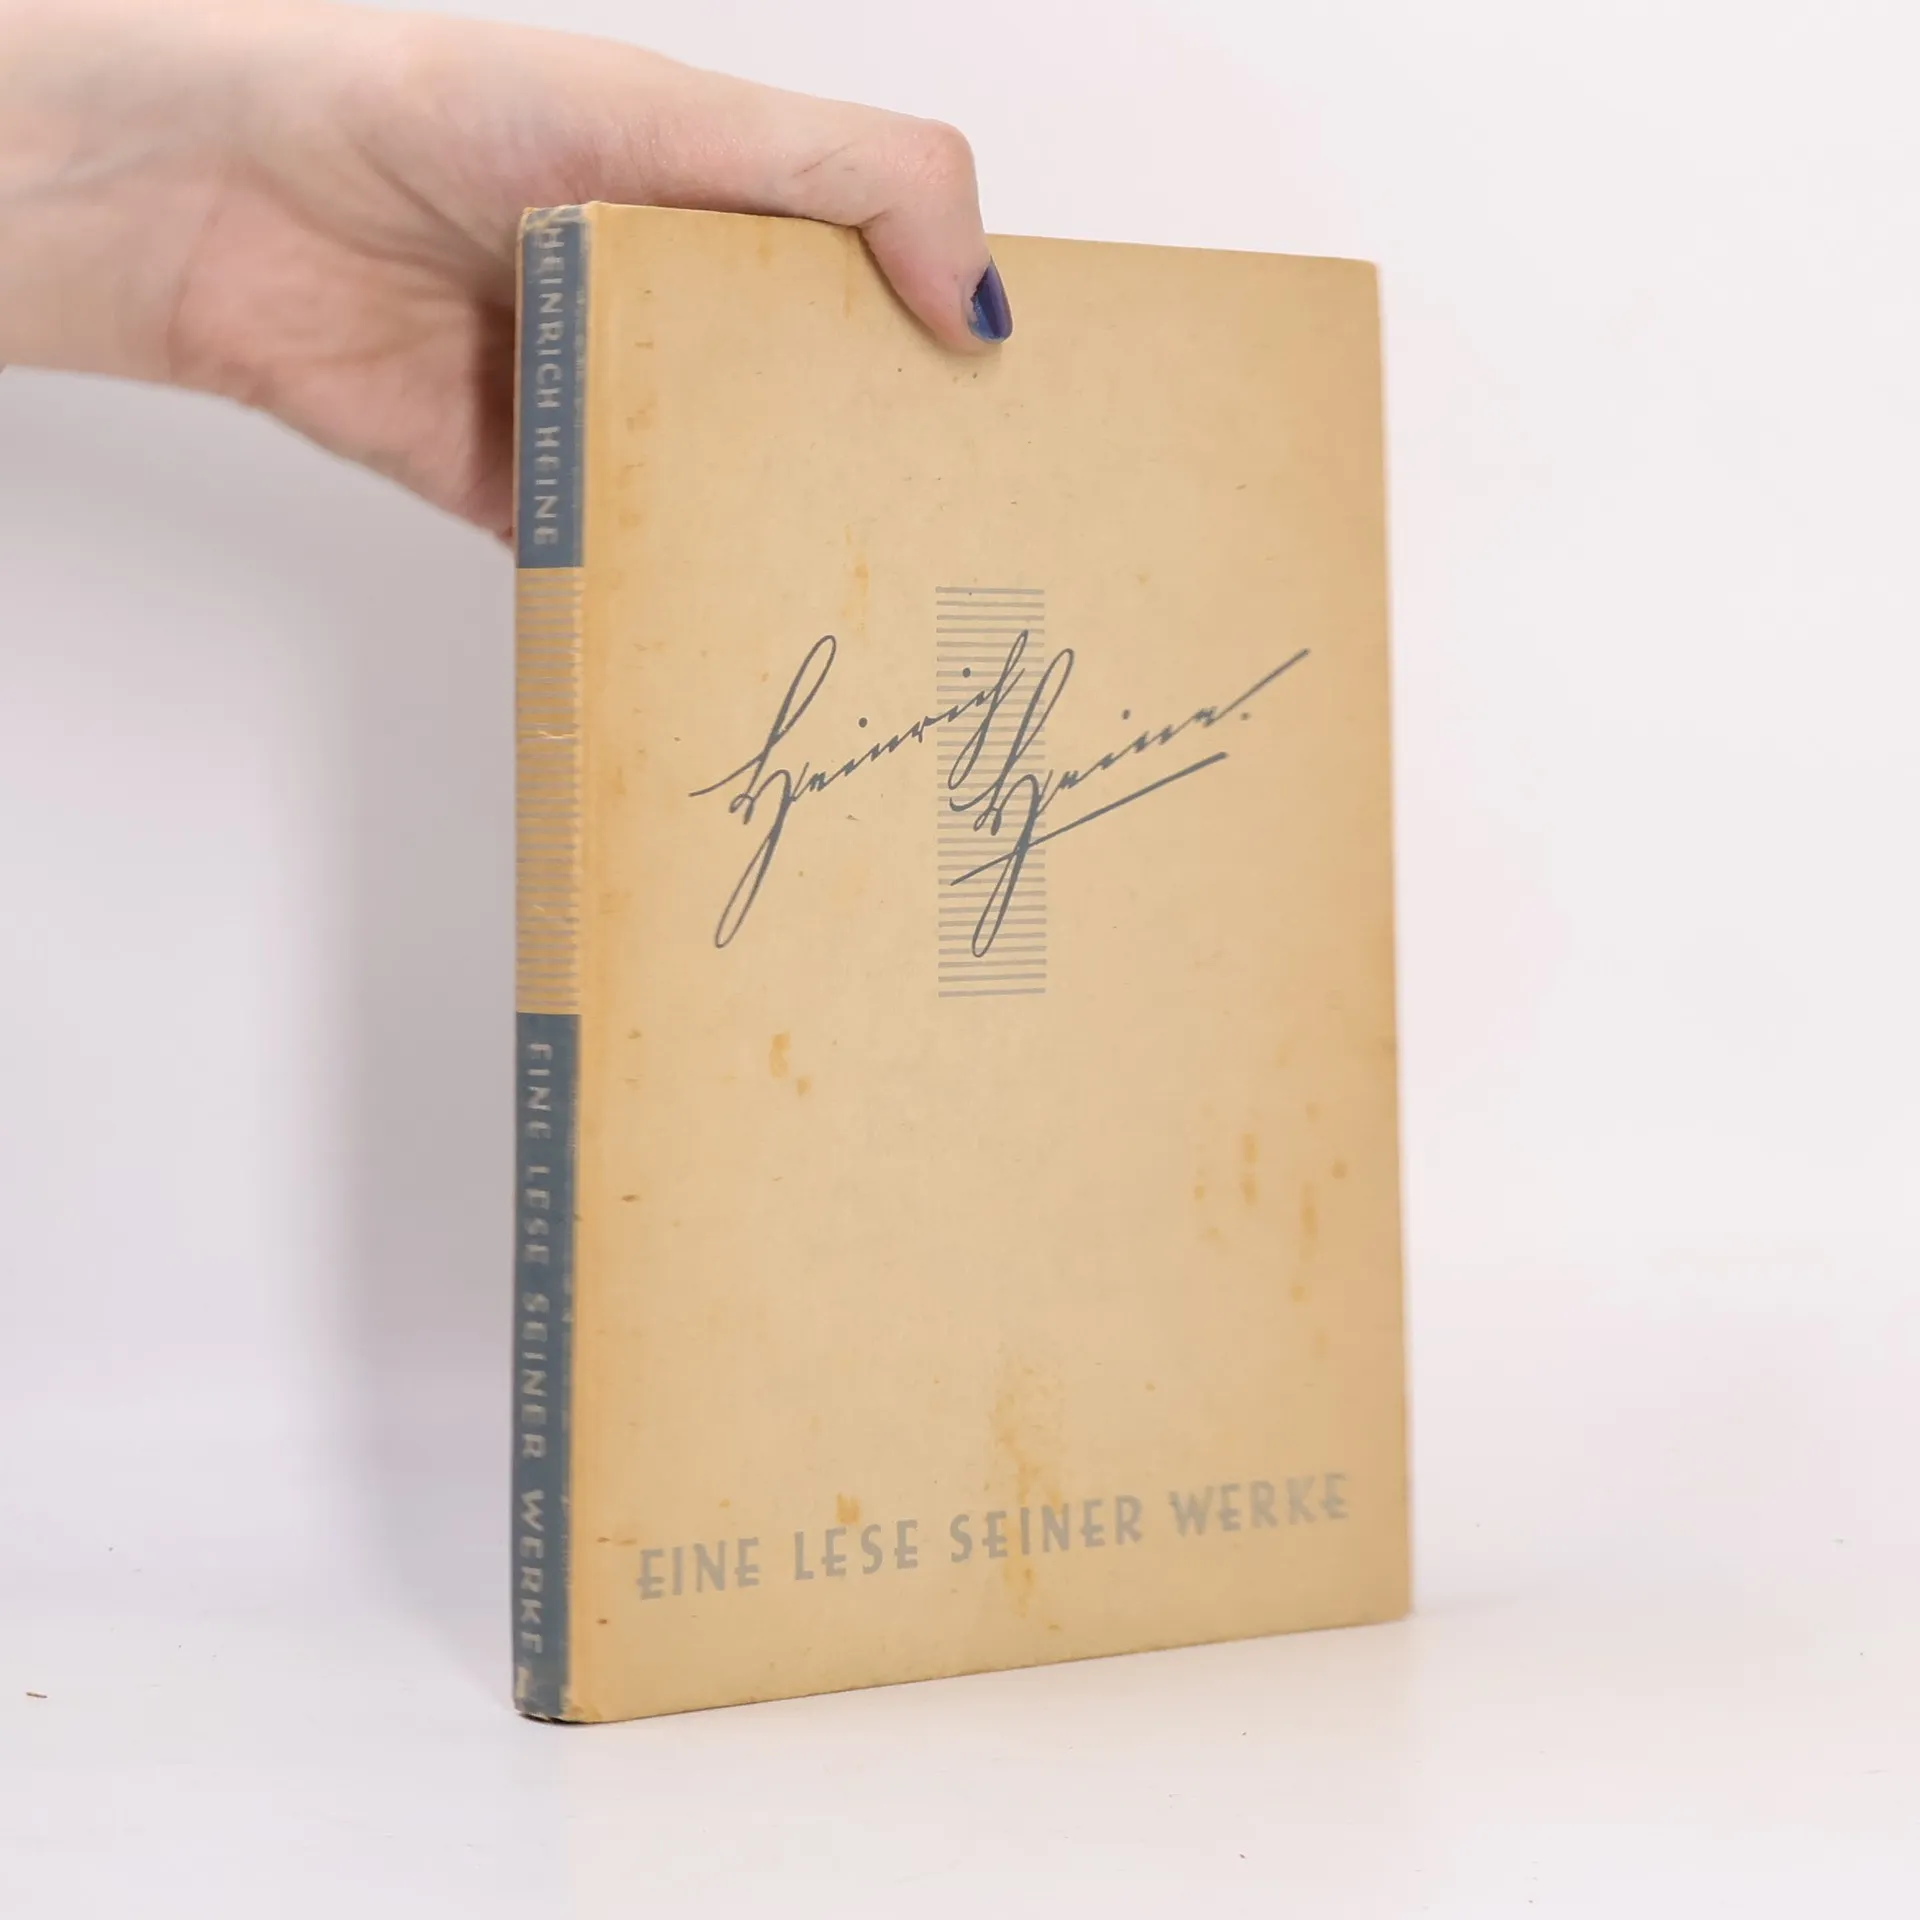 HEINRICH HEINE
EINE LESE SEINER WERKE
Heinrich Heine.
EINE LESE SEINER WERKE